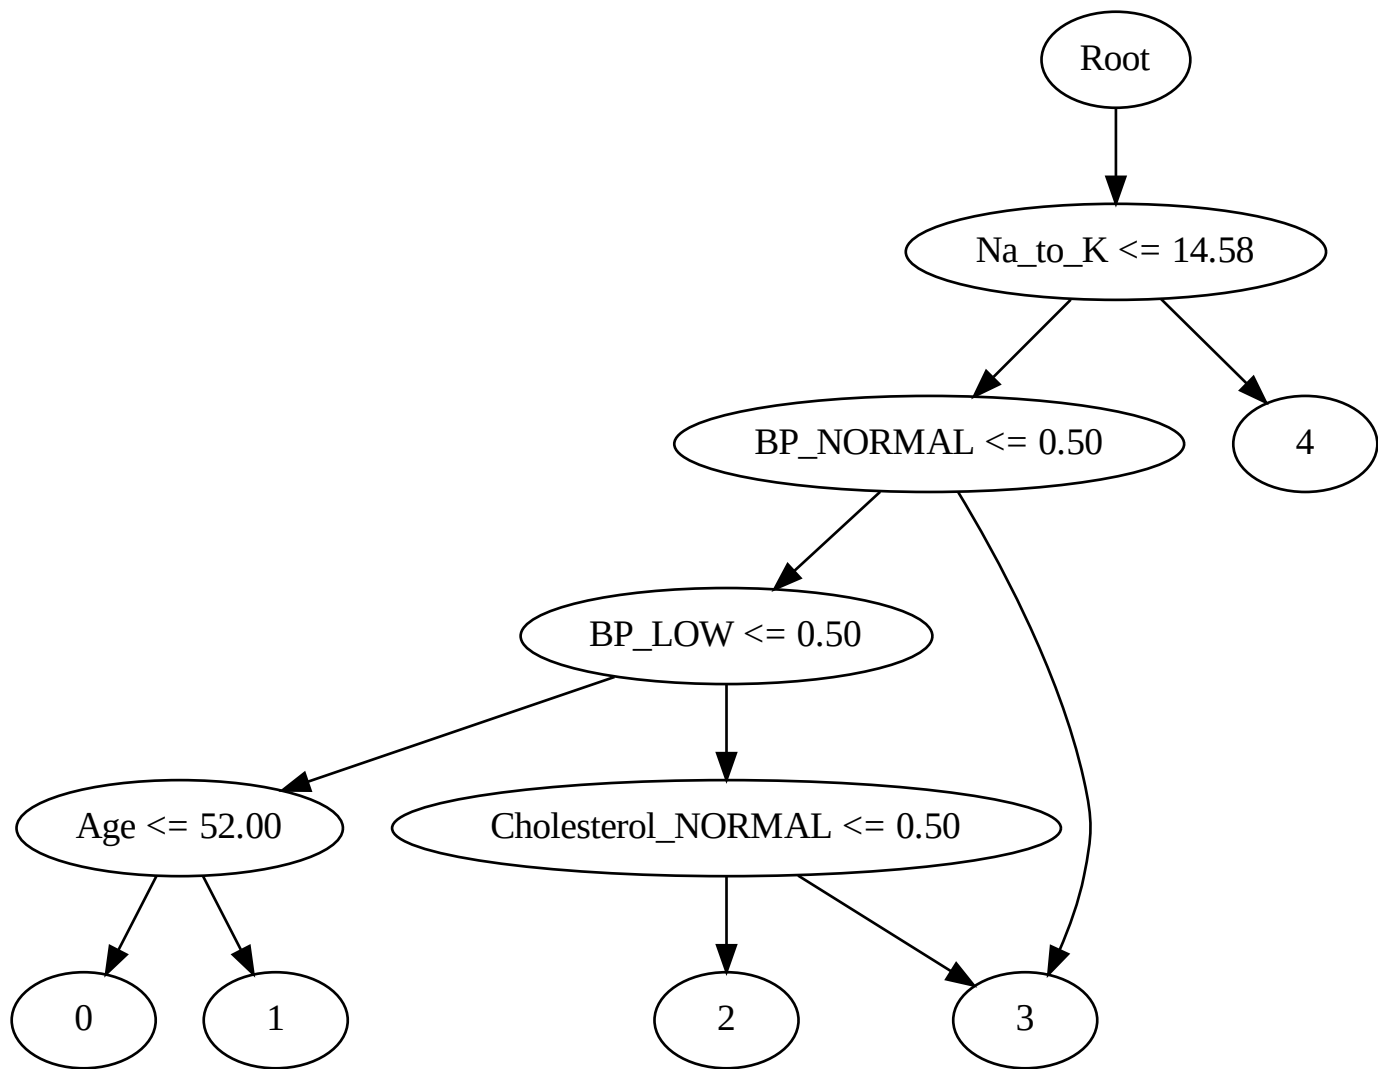 Root
Na_to_K <= 14.58
BP_NORMAL <= 0.50
4
BP_LOW <= 0.50
Age <= 52.00
Cholesterol_NORMAL <= 0.50
0
1
2
3